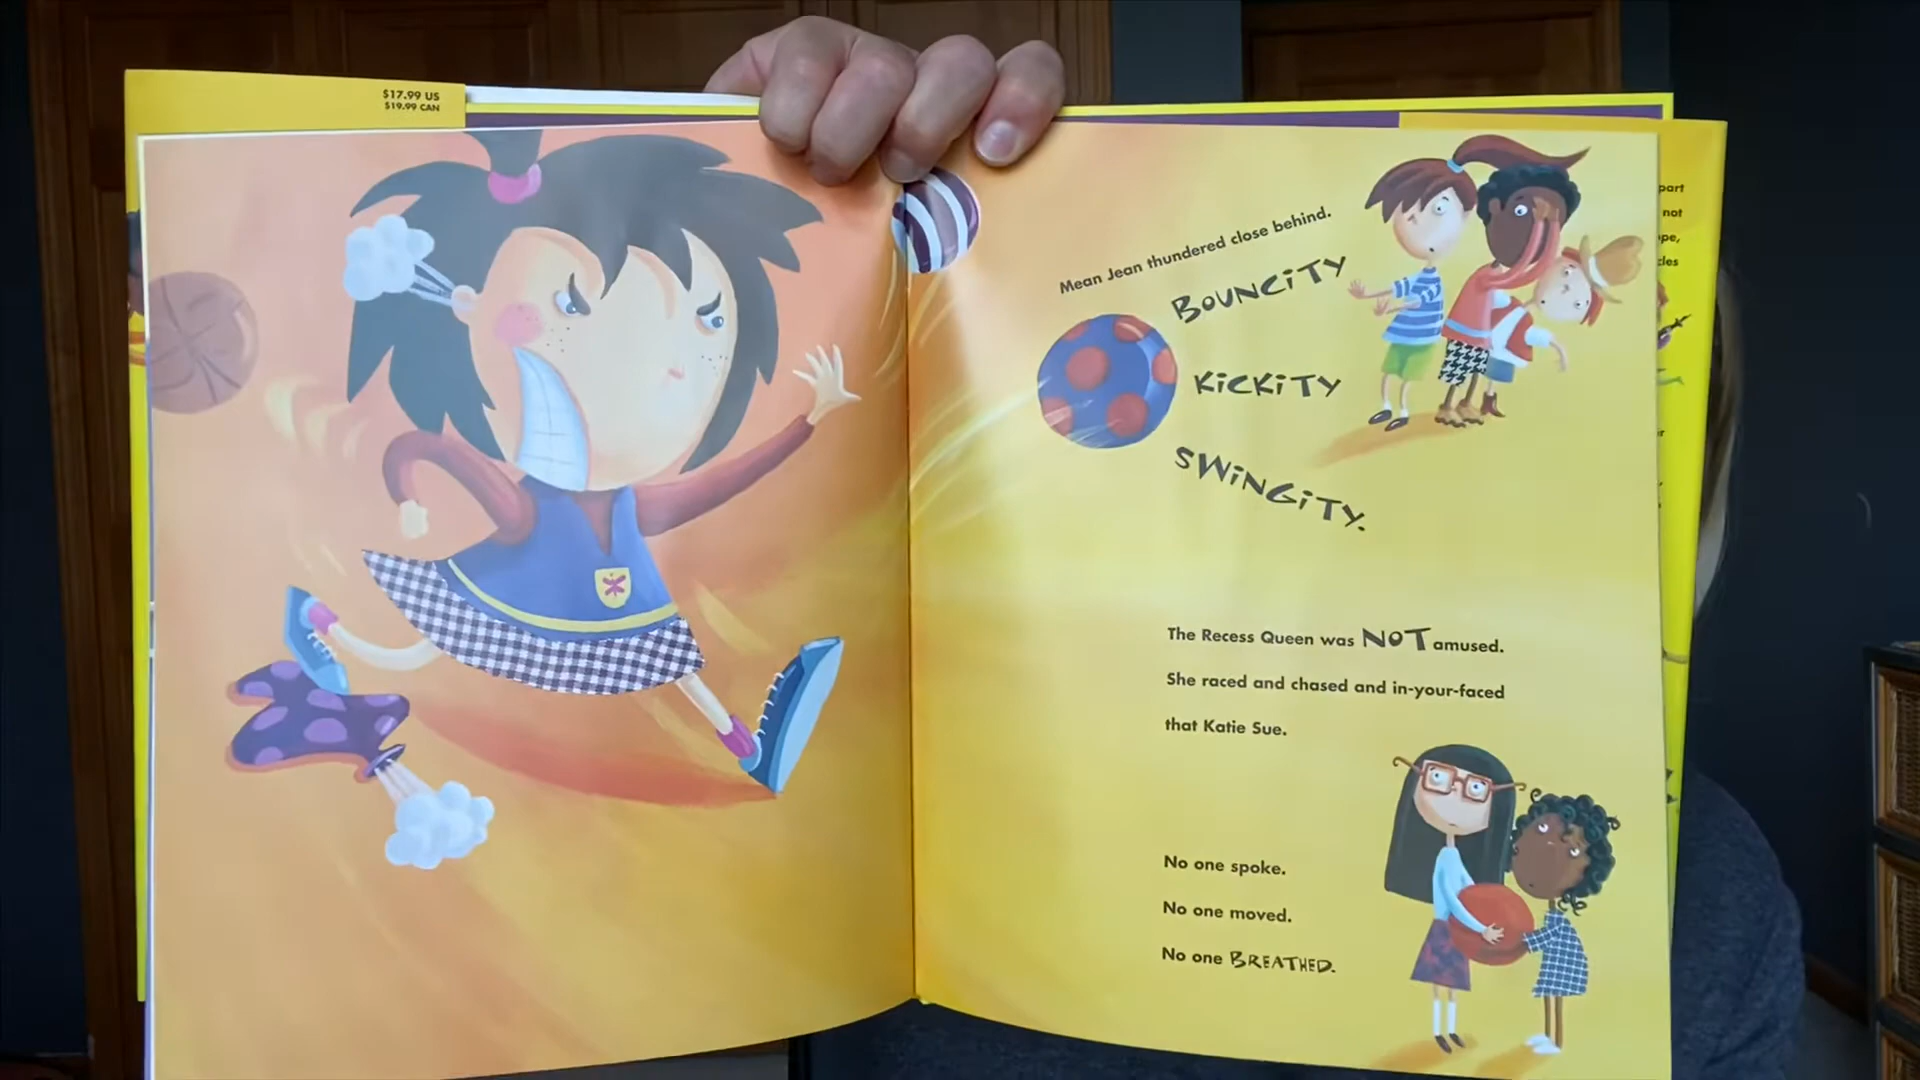 $17.99 US
$19.99 CAN
Mean Jean thundered close behind.
BOUNCiTY
KiCKiTY
SWiNGiTY.
The Recess Queen was NOT amused.
She raced and chased and in-your-faced
that Katie Sue.
No one spoke.
No one moved.
No one BREATHED.
part
not